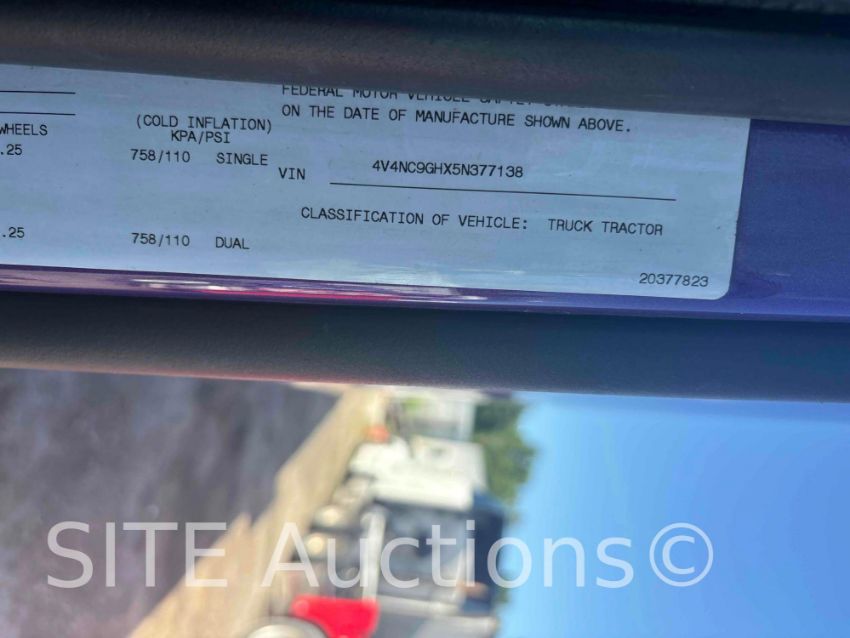 FEDERAL MOTOR VEHICLE
ON THE DATE OF MANUFACTURE SHOWN ABOVE.
WHEELS
(COLD INFLATION)
KPA/PSI
.25 758/110 SINGLE
VIN 4V4NC9GHX5N377138
CLASSIFICATION OF VEHICLE: TRUCK TRACTOR
.25 758/110 DUAL
20377823
SITE Auctions©